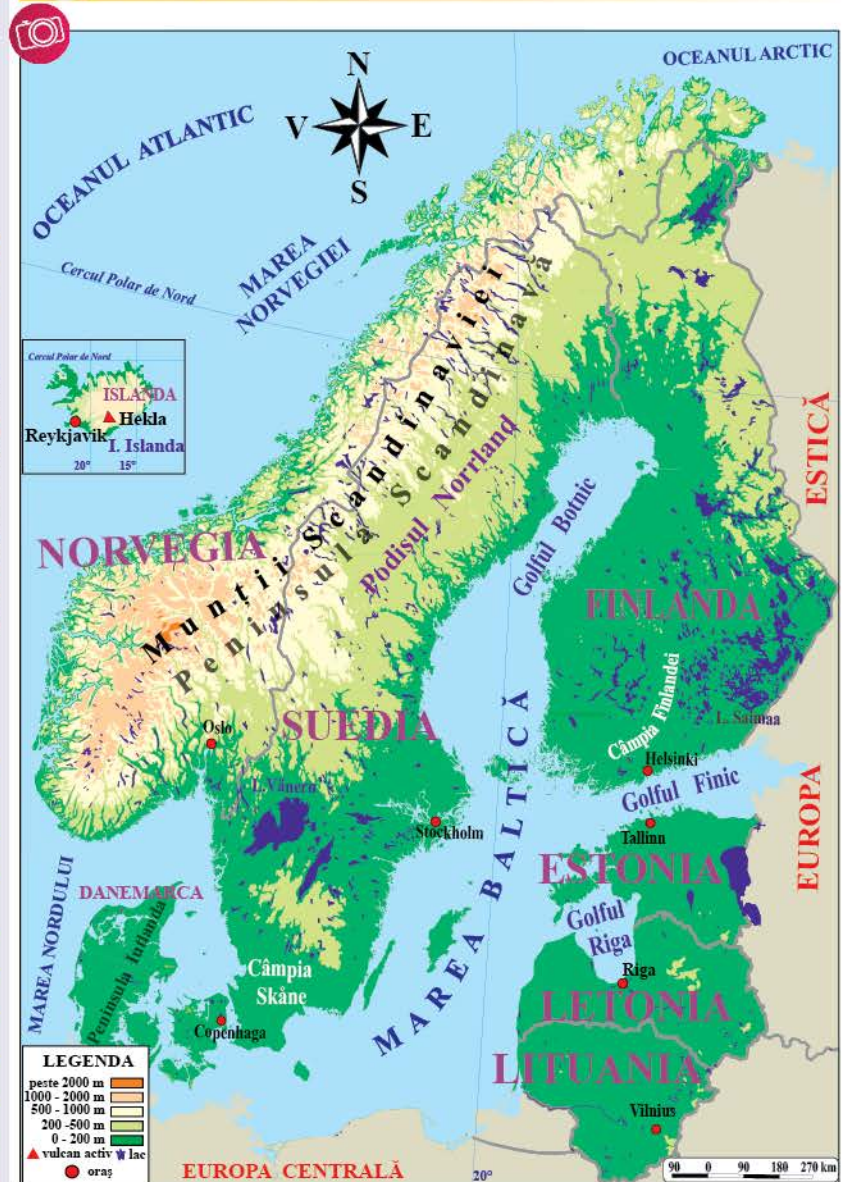 OCEANUL ARCTIC
N
V E
S
OCEANUL ATLANTIC
MAREA
NORVEGIEI
Cercul Polar de Nord
Cercul Polar de Nord
ISLANDA
Hekla
Reykjavik
I. Islanda
20° 15°
Munții Scandinaviei
Peniusula Scandinavă
Podisul Norrland
NORVEGIA
Golful Botnic
ESTICĂ
FINLANDA
Câmpia Finlandei
L. Saimaa
SUEDIA
Oslo
L. Vänern
Stockholm
Helsinki
Golful Finic
Tallinn
EUROPA
MAREA BALTICĂ
ESTONIA
Golful
Riga
Riga
LETONIA
DANEMARCA
MAREA NORDULUI
Peninsula Iutlanda
Câmpia
Skåne
Copenhaga
LITUANIA
Vilnius
LEGENDA
peste 2000 m
1000 - 2000 m
500 - 1000 m
200 -500 m
0 - 200 m
vulcan activ lac
oraș
EUROPA CENTRALĂ
20°
90 0 90 180 270 km